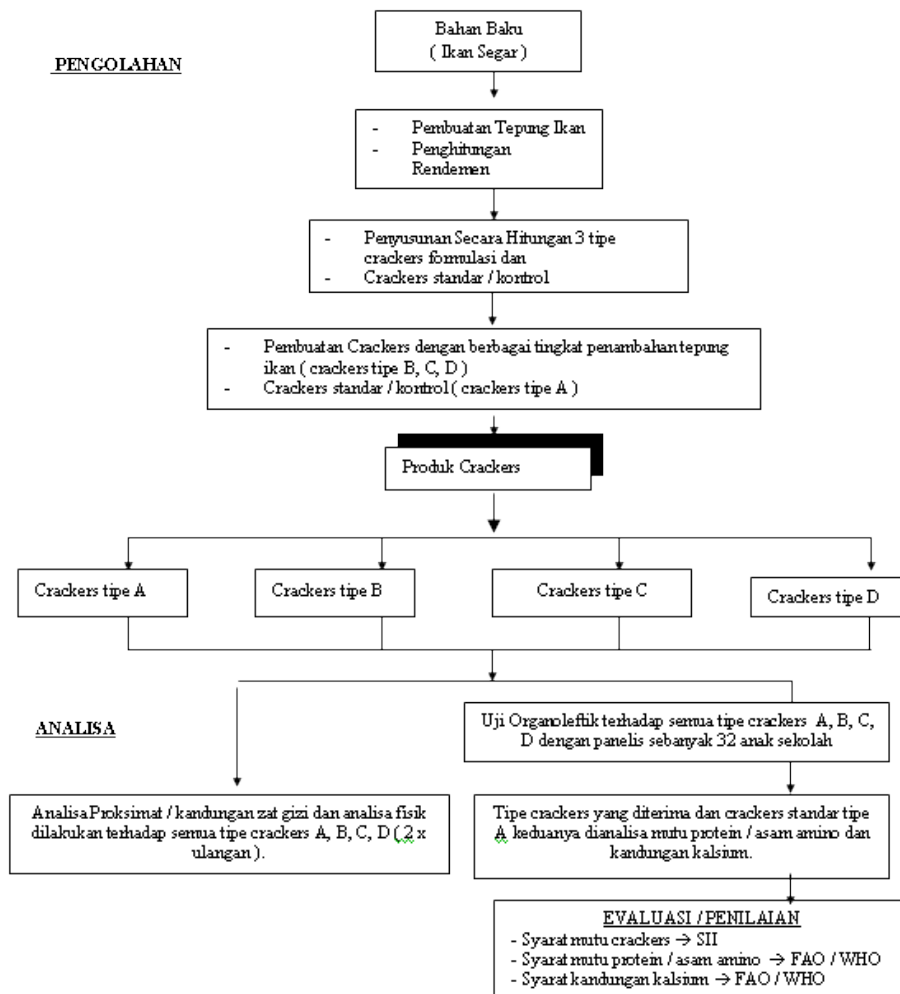 Bahan Baku
( Ikan Segar )
PENGOLAHAN
- Pembuatan Tepung Ikan
- Penghitungan
Rendemen
- Penyusunan Secara Hitungan 3 tipe
crackers formulasi dan
- Crackers standar / kontrol
- Pembuatan Crackers dengan berbagai tingkat penambahan tepung
ikan ( crackers tipe B, C, D )
- Crackers standar / kontrol ( crackers tipe A )
Produk Crackers
Crackers tipe A
Crackers tipe B
Crackers tipe C
Crackers tipe D
ANALISA
Uji Organoleftik terhadap semua tipe crackers A, B, C,
D dengan panelis sebanyak 32 anak sekolah
Analisa Proksimat / kandungan zat gizi dan analisa fisik
dilakukan terhadap semua tipe crackers A, B, C, D ( 2 x
ulangan ).
Tipe crackers yang diterima dan crackers standar tipe
A keduanya dianalisa mutu protein / asam amino dan
kandungan kalsium.
EVALUASI / PENILAIAN
- Syarat mutu crackers → SII
- Syarat mutu protein / asam amino → FAO / WHO
- Syarat kandungan kalsium → FAO / WHO